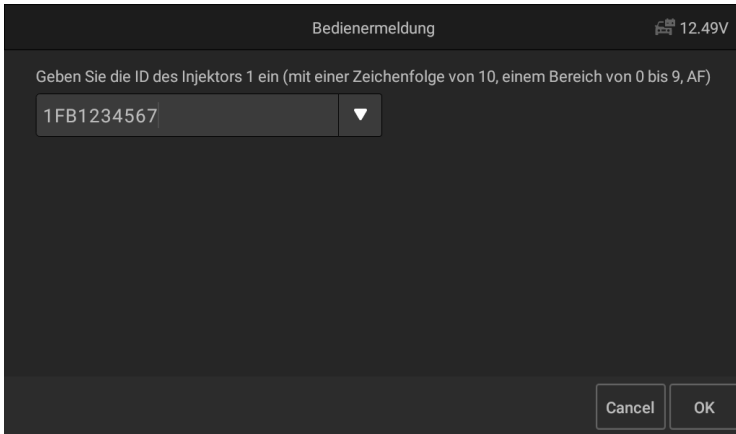 Bedienermeldung
12.49V
Geben Sie die ID des Injektors 1 ein (mit einer Zeichenfolge von 10, einem Bereich von 0 bis 9, AF)
1FB1234567
Cancel
OK